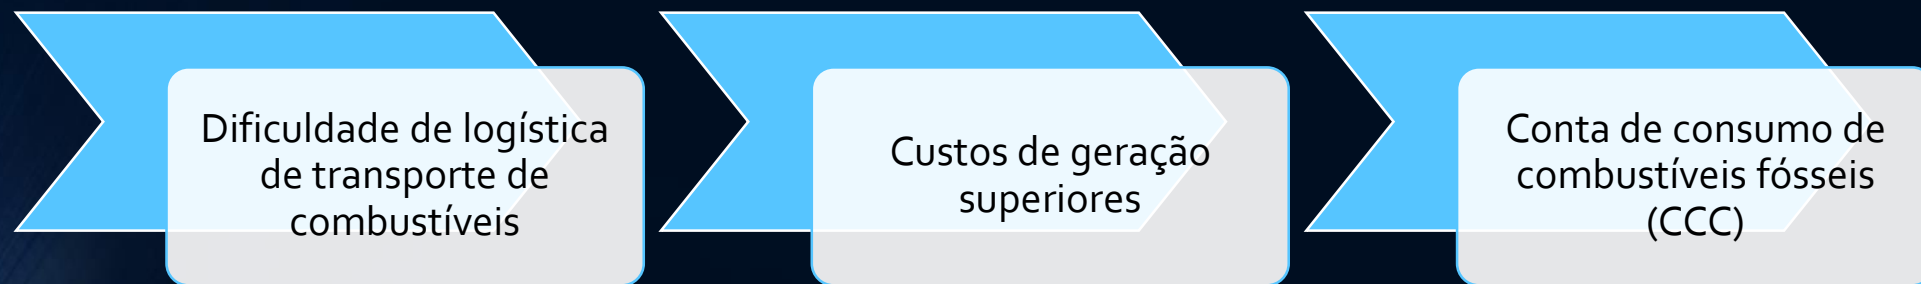 Dificuldade de logística
de transporte de
combustíveis
Custos de geração
superiores
Conta de consumo de
combustíveis fósseis
(CCC)